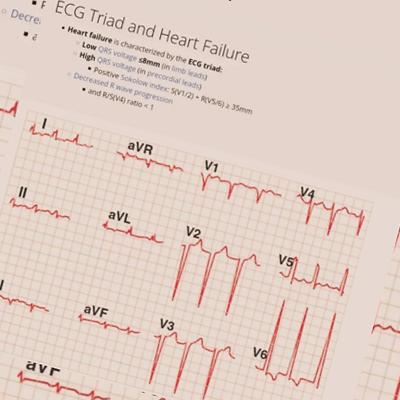 Decre
ECG Triad and Heart Failure
Heart failure is characterized by the ECG triad:
Low QRS voltage ≤8mm (in limb leads)
High QRS voltage (in precordial leads)
Positive Sokolow index: S(V1/2) + R(V5/6) ≥ 35mm
Decreased R wave progression
and R/S(V4) ratio < 1
I
aVR
V1
V4
II
aVL
V2
V5
I
aVF
V3
V6
aVF